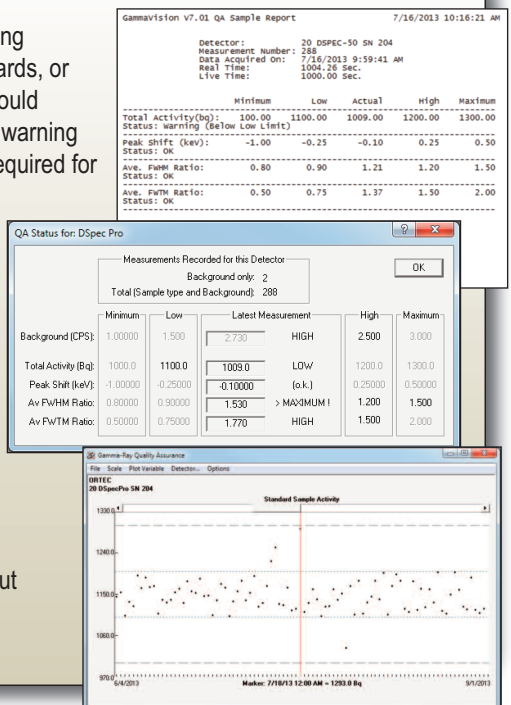 ing
ards, or
ould
warning
equired for
ut
GammaVision V7.01 QA Sample Report 7/16/2013 10:16:21 AM
Detector: 20 DSPEC-50 SN 204
Measurement Number: 288
Data Acquired On: 7/16/2013 9:59:41 AM
Real Time: 1004.26 Sec.
Live Time: 1000.00 Sec.
Minimum Low Actual High Maximum
Total Activity(bq): 100.00 1100.00 1009.00 1200.00 1300.00
Status: Warning (Below Low Limit)
Peak Shift (kev): -1.00 -0.25 -0.10 0.25 0.50
Status: OK
Ave. FWHM Ratio: 0.80 0.90 1.21 1.20 1.50
Status: OK
Ave. FWTM Ratio: 0.50 0.75 1.37 1.50 2.00
Status: OK
QA Status for: DSpec Pro
Measurements Recorded for this Detector
Background only: 2
Total (Sample type and Background): 288
OK
Minimum Low Latest Measurement High Maximum
Background (CPS): 1.00000 1.500 2.730 HIGH 2.500 3.000
Total Activity (Bq): 1000.0 1100.0 1009.0 LOW 1200.0 1300.0
Peak Shift (keV): -1.00000 -0.25000 -0.10000 (o.k.) 0.25000 0.50000
Av FWHM Ratio: 0.80000 0.90000 1.530 > MAXIMUM ! 1.200 1.500
Av FWTM Ratio: 0.50000 0.75000 1.770 HIGH 1.500 2.000
Gamma-Ray Quality Assurance
File Scale Plot Variable Detector... Options
ORTEC
20 DSpecPro SN 204
Standard Sample Activity
1330.0
1240.0
1150.0
1060.0
970.0
6/4/2013 Marker: 7/18/13 12:00 AM = 1293.0 Bq 9/1/2013